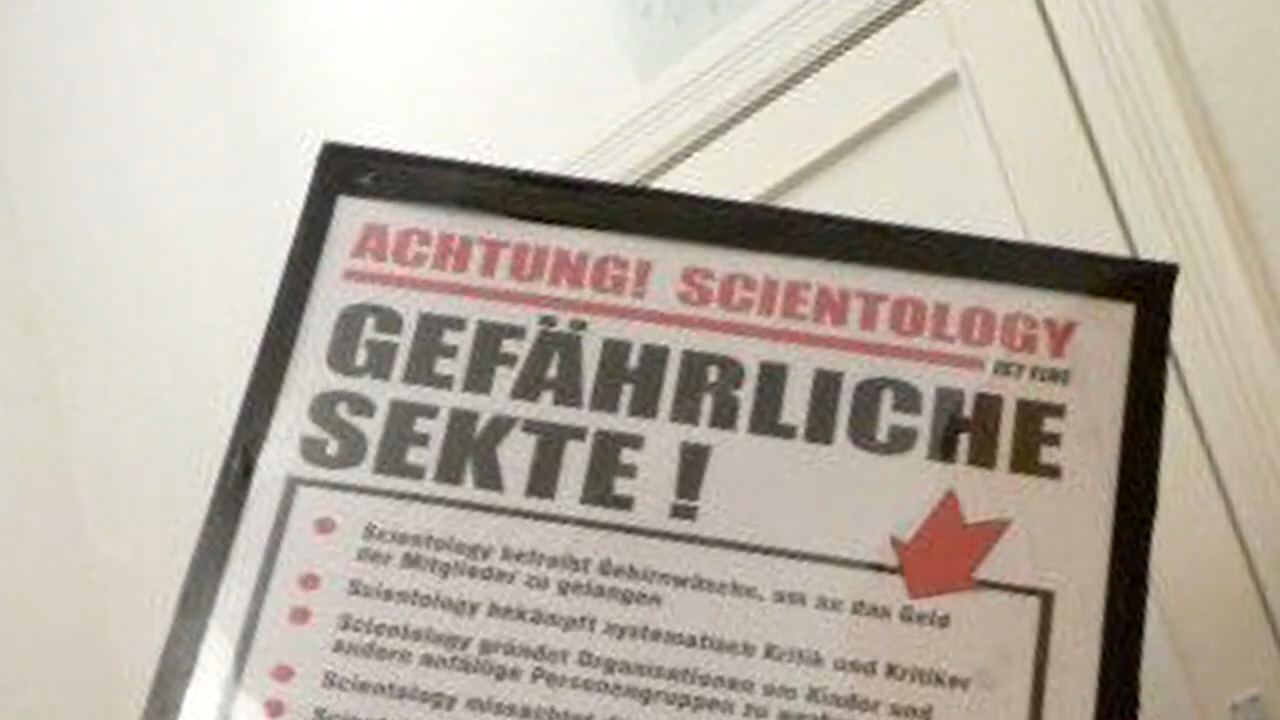 ACHTUNG! SCIENTOLOGY
IST EINE
GEFÄHRLICHE
SEKTE!
Scientology betreibt Gehirnwäsche, um an das Geld
der Mitglieder zu gelangen
Scientology bekämpft systematisch Kritik und Kritiker
Scientology gründet Organisationen um Kinder und
andere anfällige Personengruppen zu
Scientology missachtet